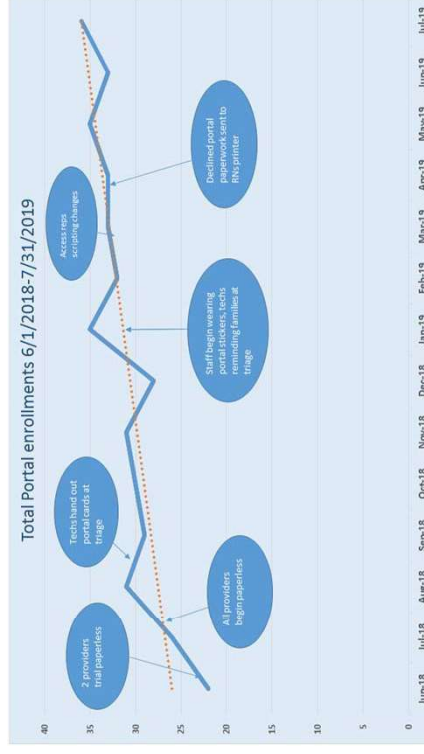 Total Portal enrollments 6/1/2018-7/31/2019
40
35
30
25
20
15
10
5
0
2 providers
trial paperless
Techs hand out
portal cards at
triage
Access reps
scripting changes
All providers
begin paperless
Staff begin wearing
portal stickers, techs
reminding families at
triage
Declined portal
paperwork sent to
RNs printer
Jun-18
Jul-18
Aug-18
Sep-18
Oct-18
Nov-18
Dec-18
Jan-19
Feb-19
Mar-19
Apr-19
May-19
Jun-19
Jul-19